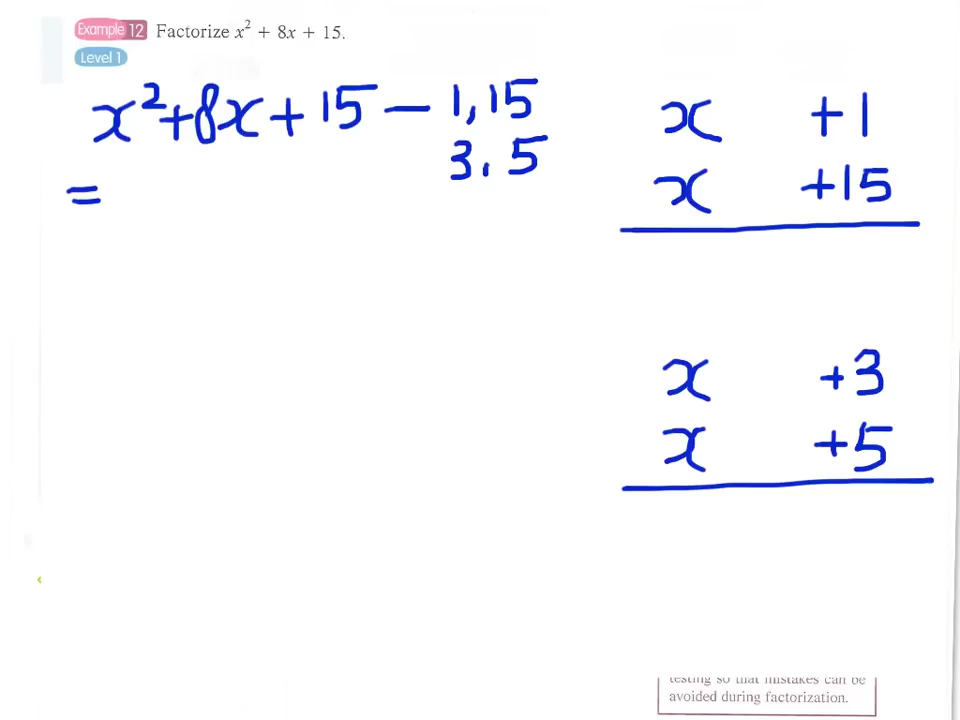 Example 12 Factorize x² + 8x + 15.
Level 1
x²+8x+15 — 1,15
3,5
=
x +1
x +15
x +3
x +5
testing so that mistakes can be
avoided during factorization.